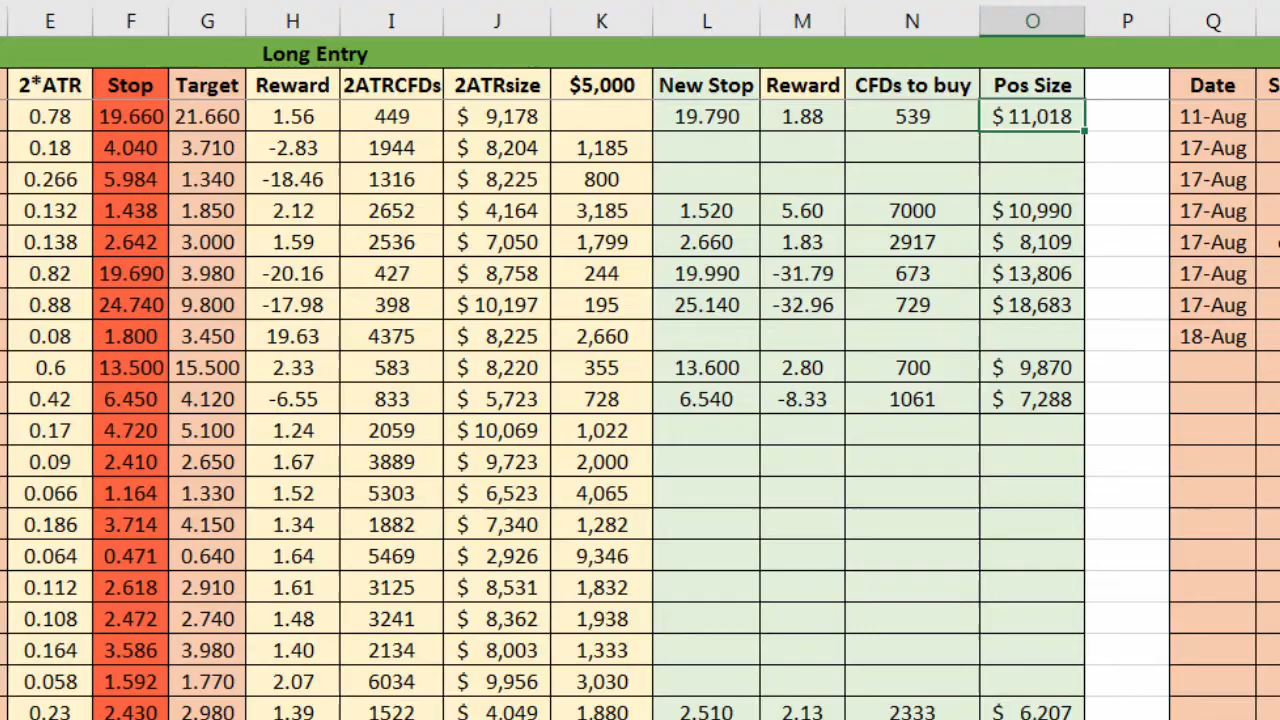 E F G H I J K L M N O P Q
Long Entry
2*ATR Stop Target Reward 2ATRCFDs 2ATRsize $5,000 New Stop Reward CFDs to buy Pos Size Date S
0.78 19.660 21.660 1.56 449 $ 9,178 19.790 1.88 539 $ 11,018 11-Aug
0.18 4.040 3.710 -2.83 1944 $ 8,204 1,185 17-Aug
0.266 5.984 1.340 -18.46 1316 $ 8,225 800 17-Aug
0.132 1.438 1.850 2.12 2652 $ 4,164 3,185 1.520 5.60 7000 $ 10,990 17-Aug
0.138 2.642 3.000 1.59 2536 $ 7,050 1,799 2.660 1.83 2917 $ 8,109 17-Aug
0.82 19.690 3.980 -20.16 427 $ 8,758 244 19.990 -31.79 673 $ 13,806 17-Aug
0.88 24.740 9.800 -17.98 398 $ 10,197 195 25.140 -32.96 729 $ 18,683 17-Aug
0.08 1.800 3.450 19.63 4375 $ 8,225 2,660 18-Aug
0.6 13.500 15.500 2.33 583 $ 8,220 355 13.600 2.80 700 $ 9,870
0.42 6.450 4.120 -6.55 833 $ 5,723 728 6.540 -8.33 1061 $ 7,288
0.17 4.720 5.100 1.24 2059 $ 10,069 1,022
0.09 2.410 2.650 1.67 3889 $ 9,723 2,000
0.066 1.164 1.330 1.52 5303 $ 6,523 4,065
0.186 3.714 4.150 1.34 1882 $ 7,340 1,282
0.064 0.471 0.640 1.64 5469 $ 2,926 9,346
0.112 2.618 2.910 1.61 3125 $ 8,531 1,832
0.108 2.472 2.740 1.48 3241 $ 8,362 1,938
0.164 3.586 3.980 1.40 2134 $ 8,003 1,333
0.058 1.592 1.770 2.07 6034 $ 9,956 3,030
0.23 2.430 2.980 1.39 1522 $ 4,049 1,880 2.510 2.13 2333 $ 6,207